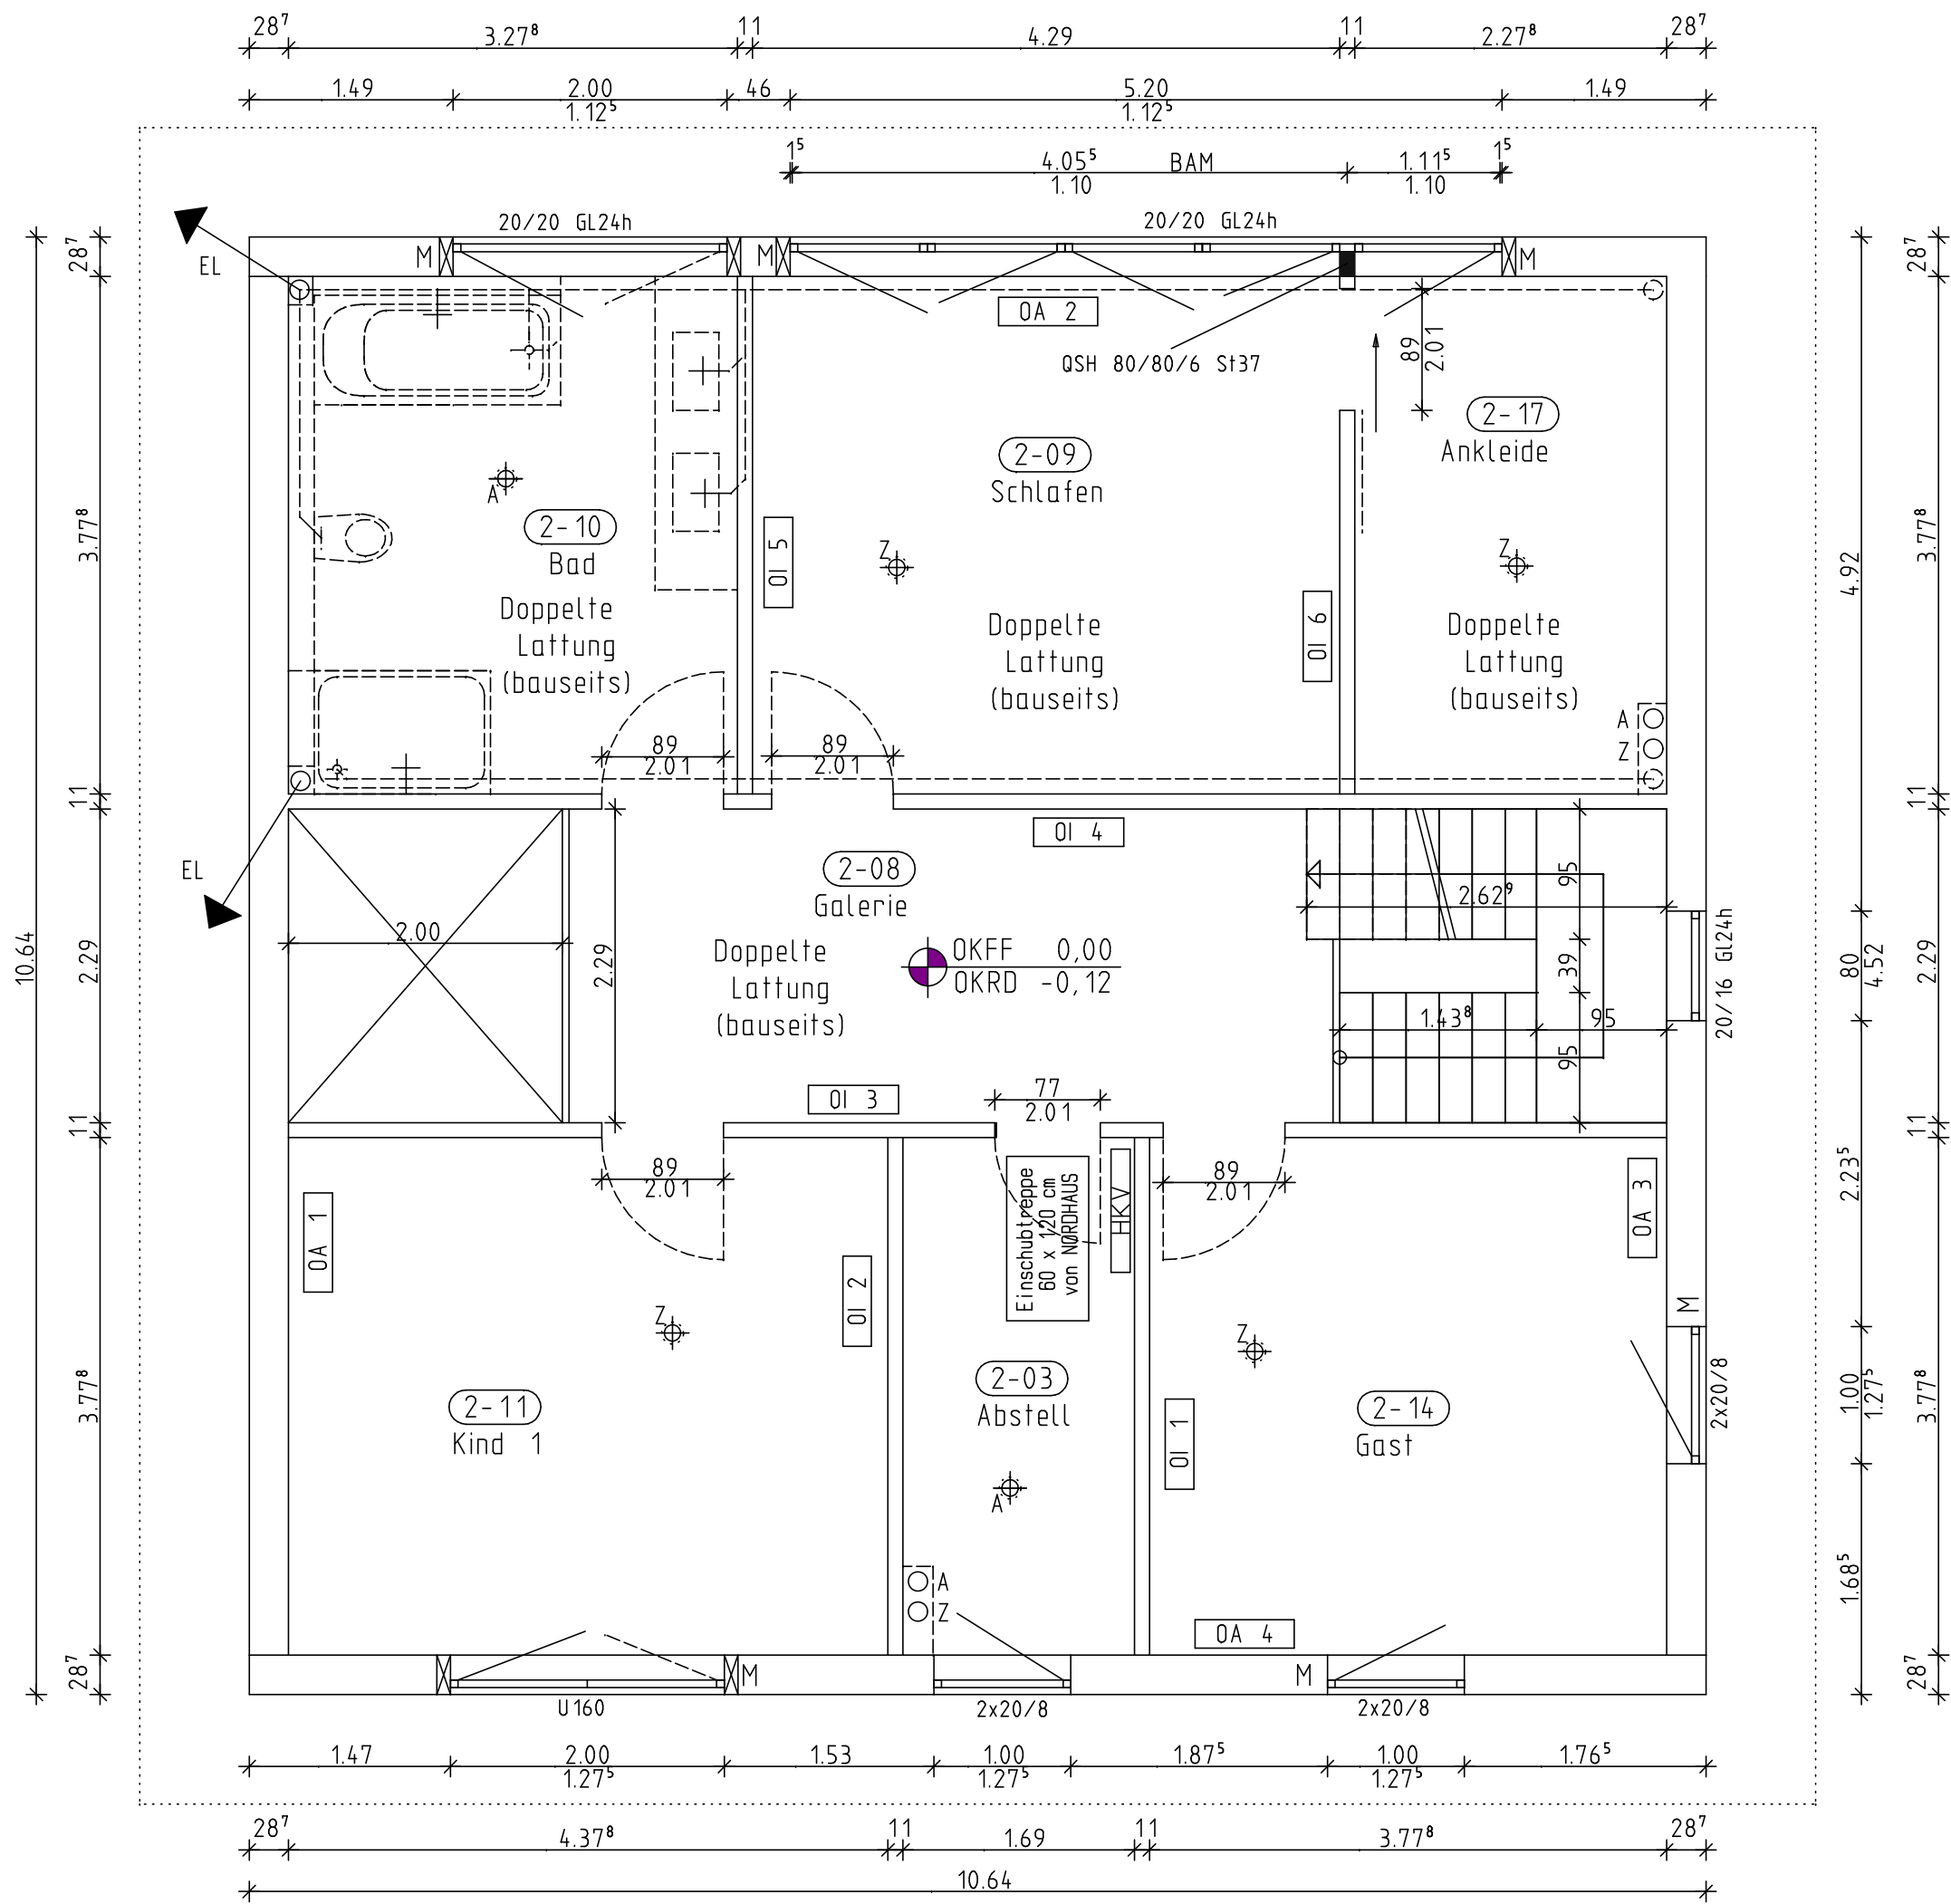 28⁷ 3.27⁸ 11 4.29 11 2.27⁸ 28⁷
1.49 2.00 46 5.20 1.49
1.12⁵ 1.12⁵
1⁵ 4.05⁵ BAM 1.11⁵ 1⁵
1.10 1.10
20/20 GL24h 20/20 GL24h
EL M M M
28⁷ 28⁷
OA 2
QSH 80/80/6 St37
89
2.01
2-17
Ankleide
2-09
Schlafen
A
2-10
Bad
Z
Z
OI 5
3.77⁸
4.92
3.77⁸
Doppelte
Lattung
(bauseits)
Doppelte
Lattung
(bauseits)
OI 6
Doppelte
Lattung
(bauseits)
A
Z
89
2.01
89
2.01
11
11
OI 4
EL
2-08
Galerie
95
2.62⁹
2.00
10.64
2.29
2.29
Doppelte
Lattung
(bauseits)
OKFF 0,00
OKRD -0,12
39
80
4.52
2.29
20/16 Gl24h
1.43⁸ 95
95
OI 3
77
2.01
11
11
89
2.01
89
2.01
Einschubtreppe
60 x 120 cm
von NORDHAUS
HKV
OA 1
OI 2
OA 3
2.23⁵
M
Z
Z
2-11
Kind 1
2-03
Abstell
2-14
Gast
OI 1
2x20/8
3.77⁸
1.00
1.27⁵
3.77⁸
A
A
Z
OA 4
1.68⁵
28⁷
M
M
28⁷
U160 2x20/8 2x20/8
1.47 2.00 1.53 1.00 1.87⁵ 1.00 1.76⁵
1.27⁵ 1.27⁵ 1.27⁵
28⁷ 4.37⁸ 11 1.69 11 3.77⁸ 28⁷
10.64